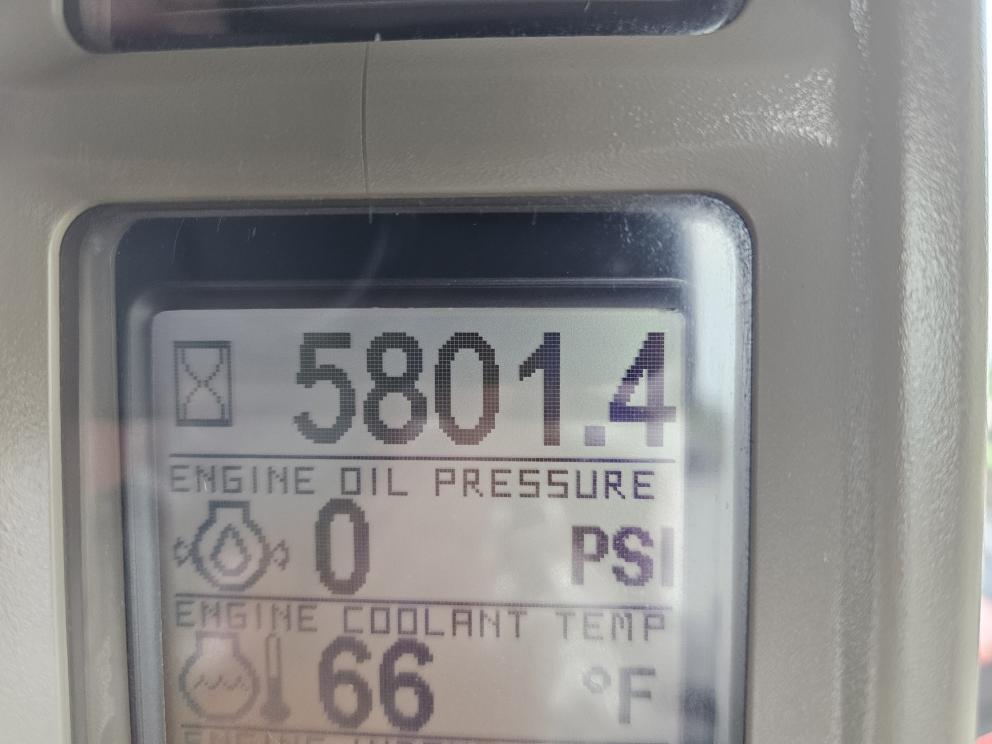 5801.4
ENGINE OIL PRESSURE
0 PSI
ENGINE COOLANT TEMP
66 °F